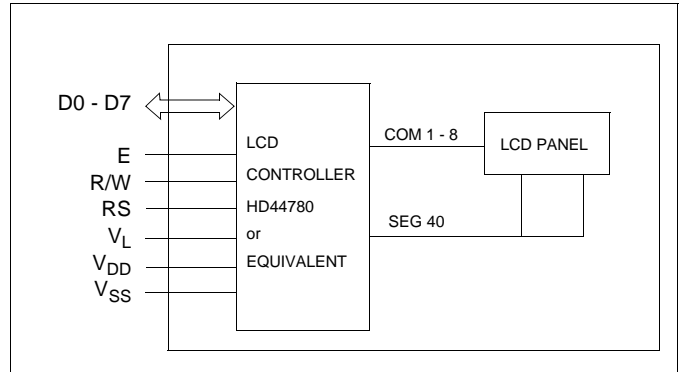 D0 - D7
E
R/W
RS
VL
VDD
VSS
LCD
CONTROLLER
HD44780
or
EQUIVALENT
COM 1 - 8
SEG 40
LCD PANEL